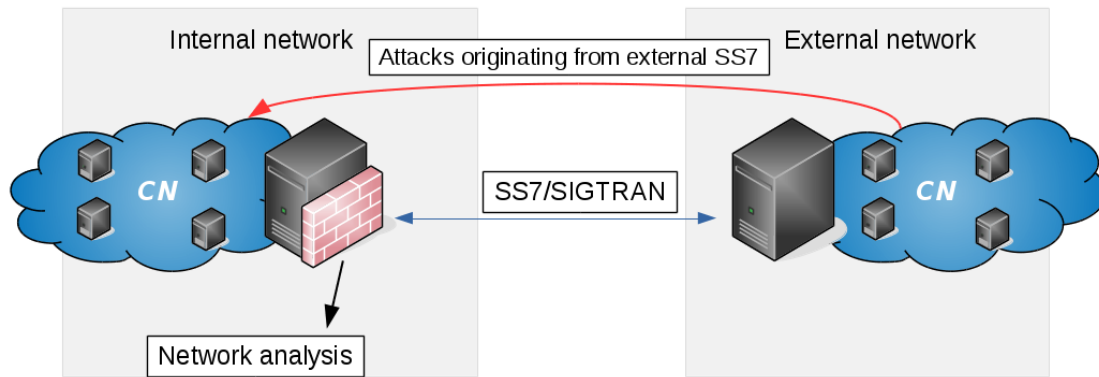 Internal network
External network
Attacks originating from external SS7
CN
SS7/SIGTRAN
CN
Network analysis